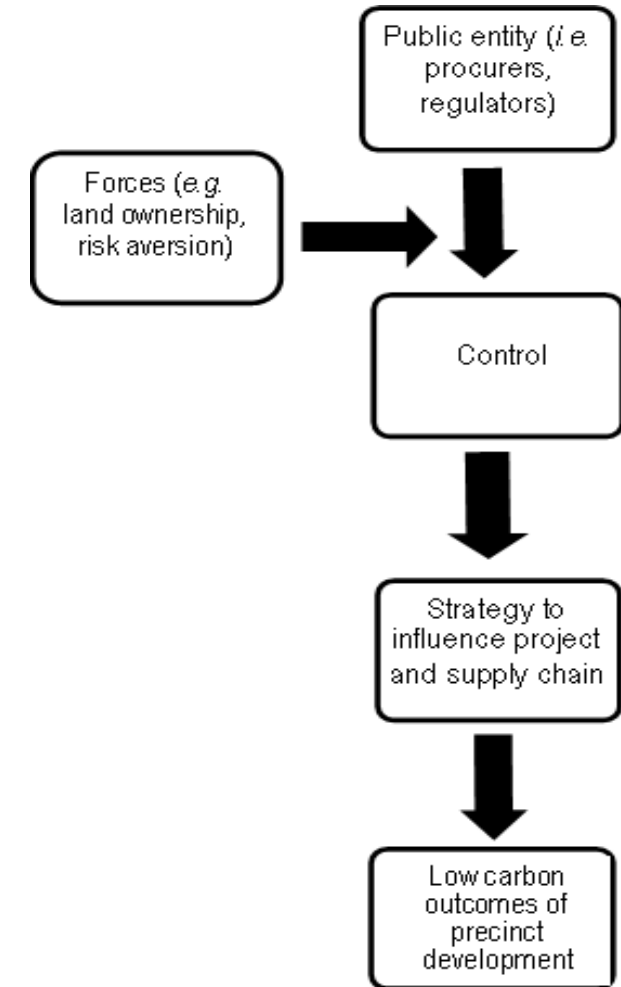 Public entity (i.e.
procurers,
regulators)
Forces (e.g.
land ownership,
risk aversion)
Control
Strategy to
influence project
and supply chain
Low carbon
outcomes of
precinct
development